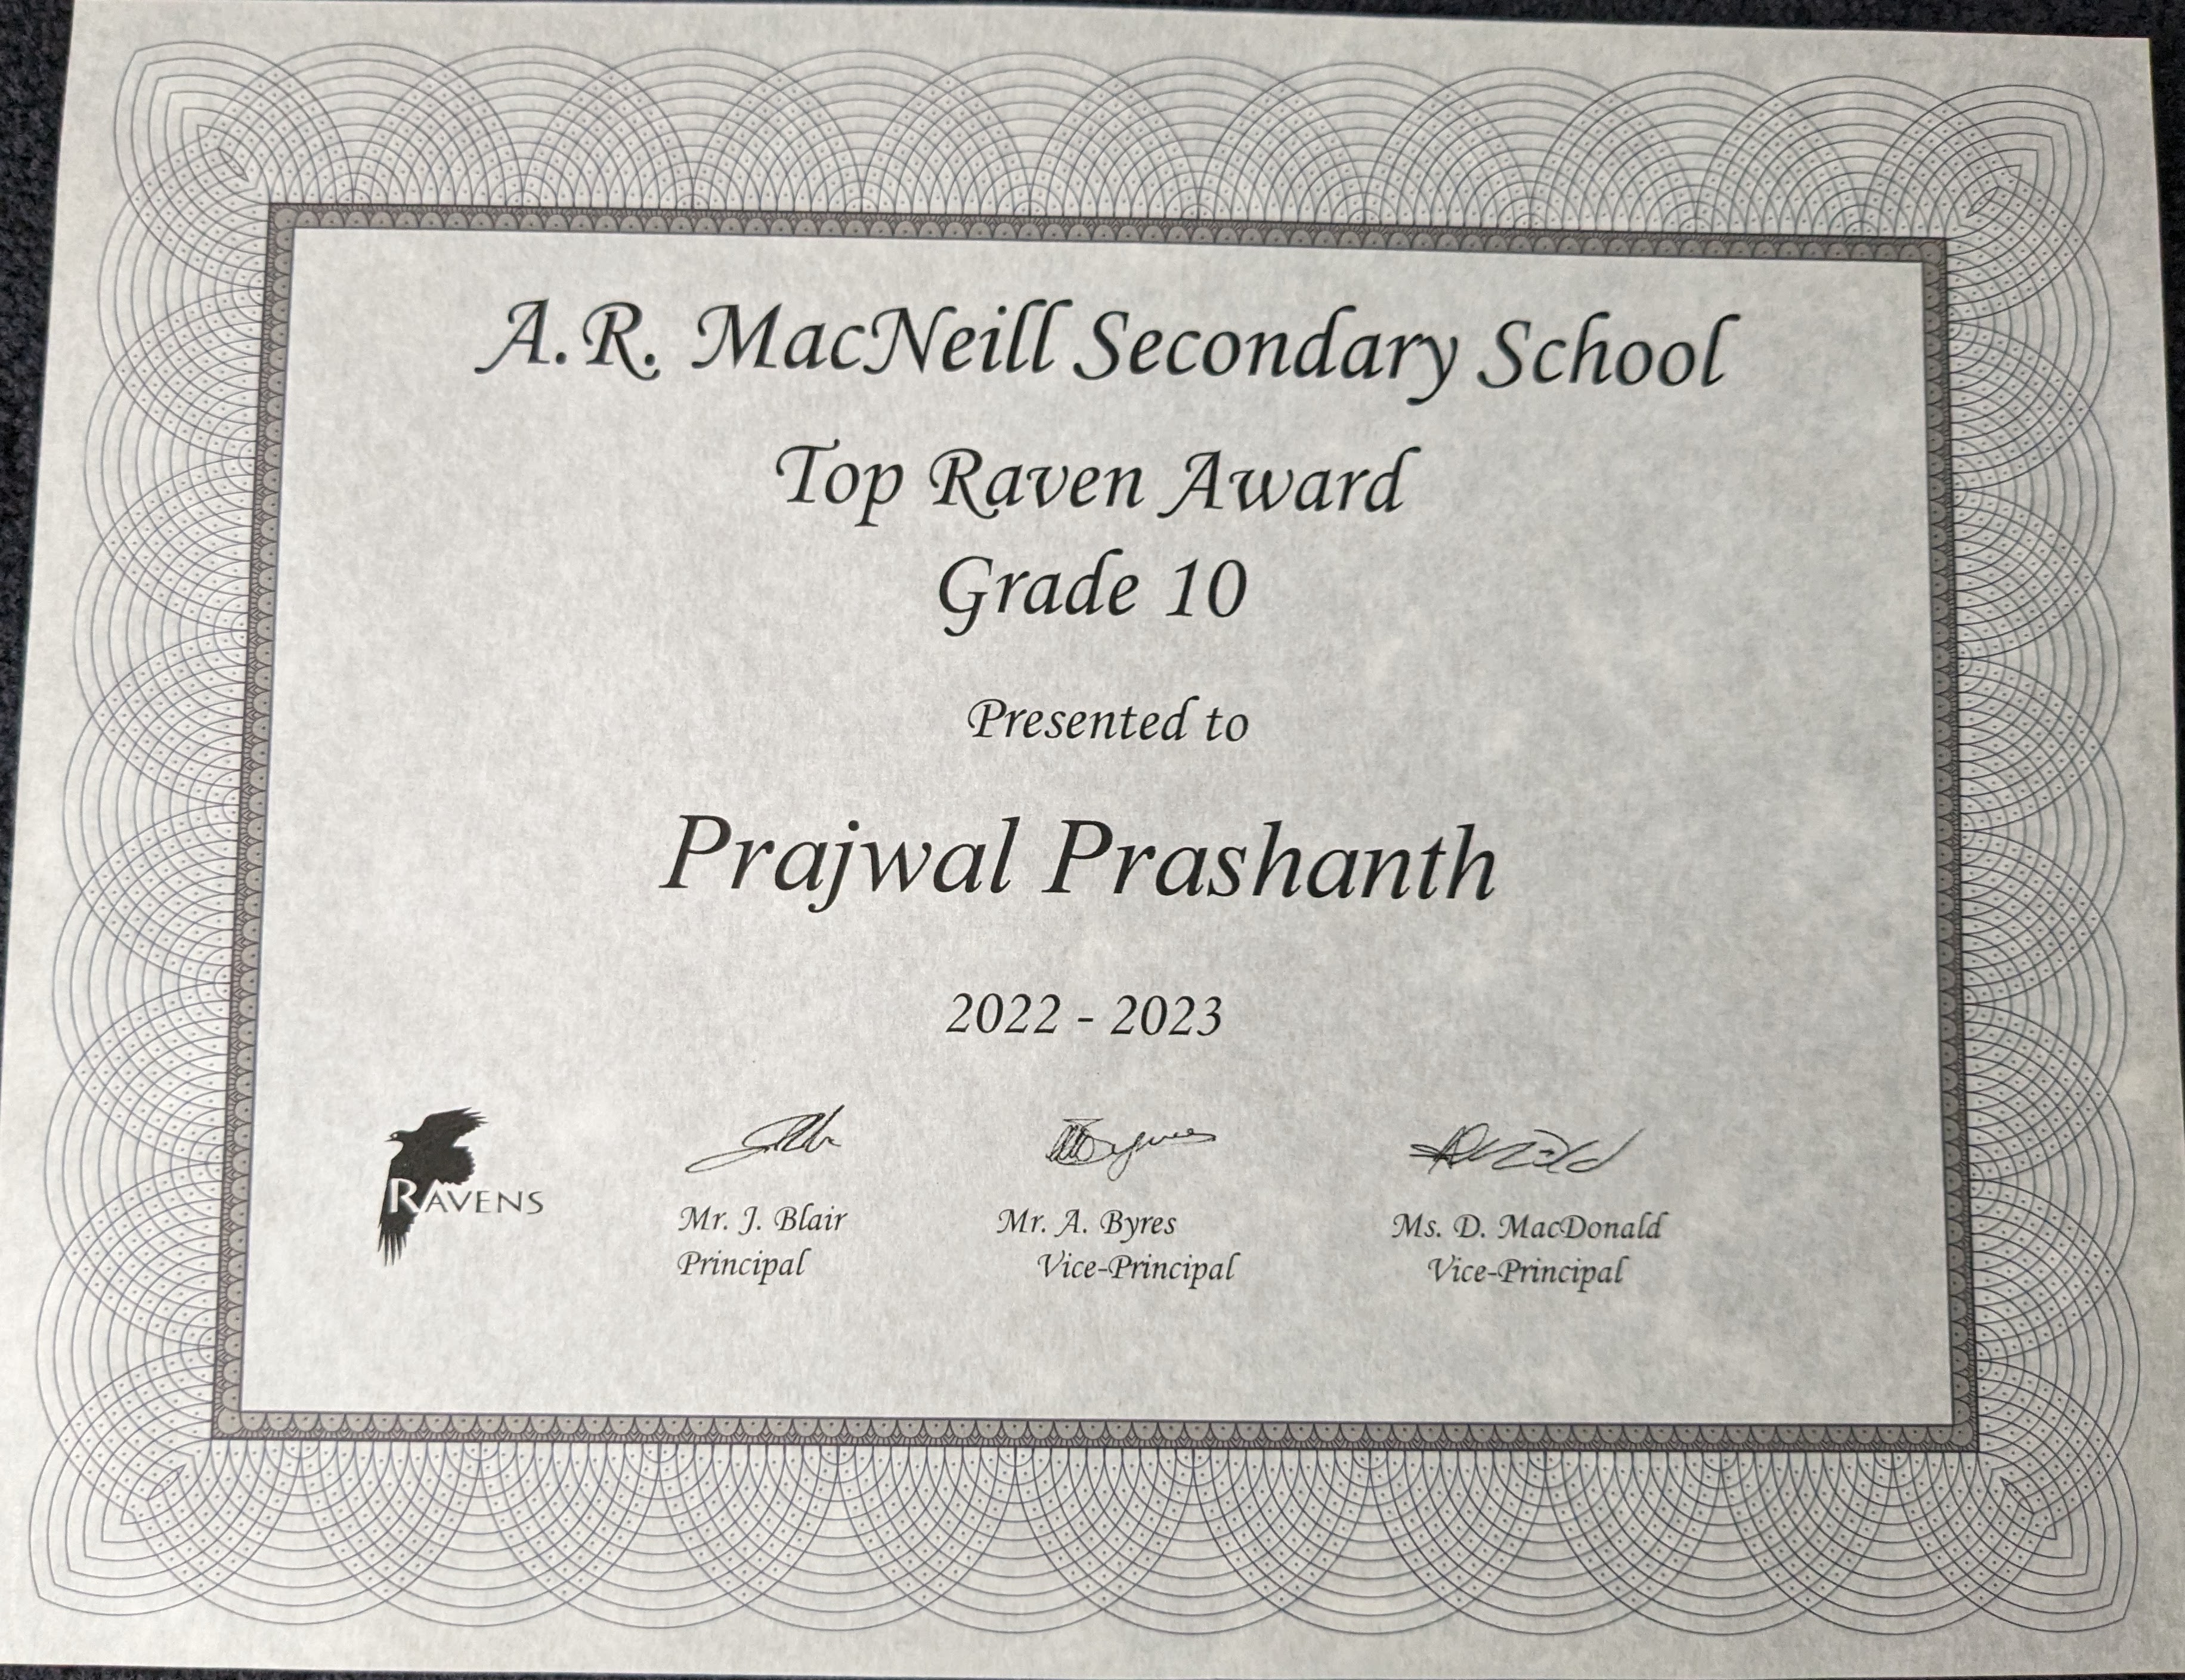 A.R. MacNeill Secondary School
Top Raven Award
Grade 10
Presented to
Prajwal Prashanth
2022 - 2023
RAVENS
Mr. J. Blair
Principal
Mr. A. Byres
Vice-Principal
Ms. D. MacDonald
Vice-Principal